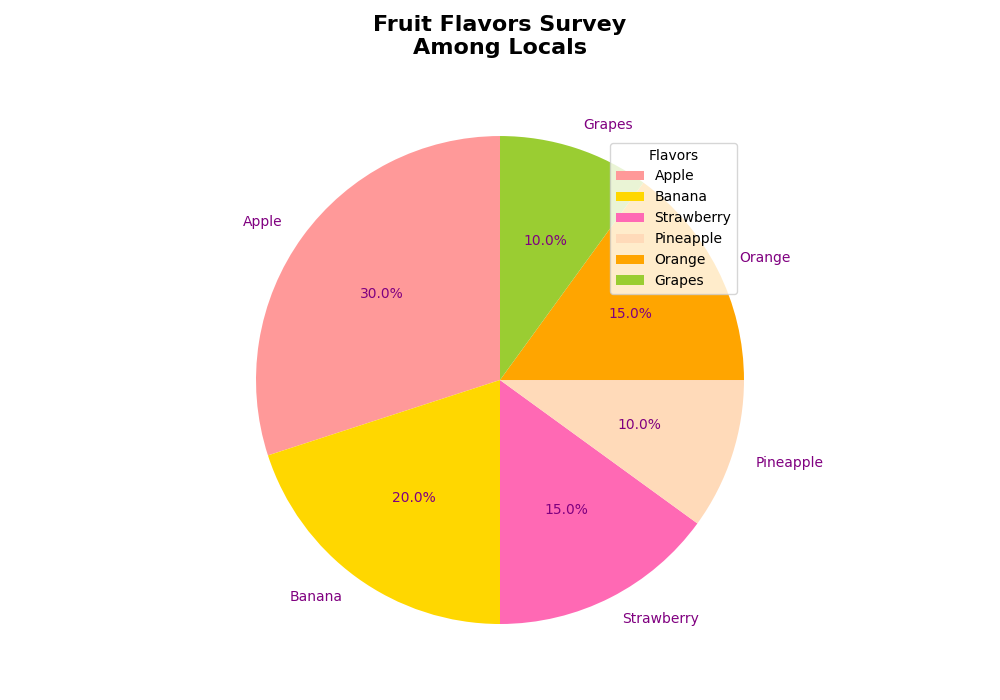 Fruit Flavors Survey
Among Locals
Grapes
Flavors
Apple
Banana
Strawberry
Pineapple
Orange
Grapes
Apple
10.0%
Orange
30.0%
15.0%
10.0%
Pineapple
20.0%
15.0%
Banana
Strawberry